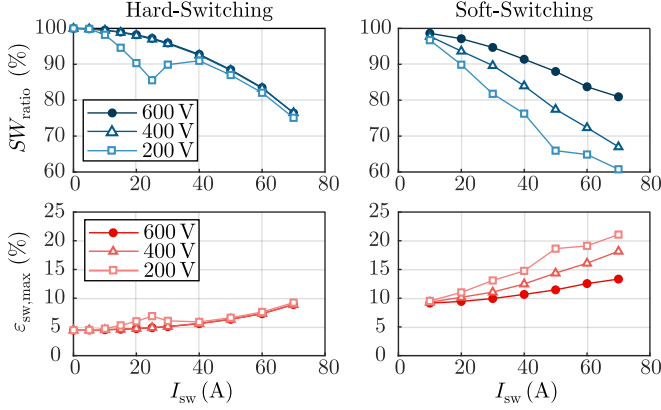 Hard-Switching
Soft-Switching
SW_ratio (%)
100
90
80
70
60
600 V
400 V
200 V
0 20 40 60 80
100
90
80
70
60
0 20 40 60 80
ε_sw,max (%)
25
20
15
10
5
0
600 V
400 V
200 V
0 20 40 60 80
I_sw (A)
25
20
15
10
5
0
0 20 40 60 80
I_sw (A)